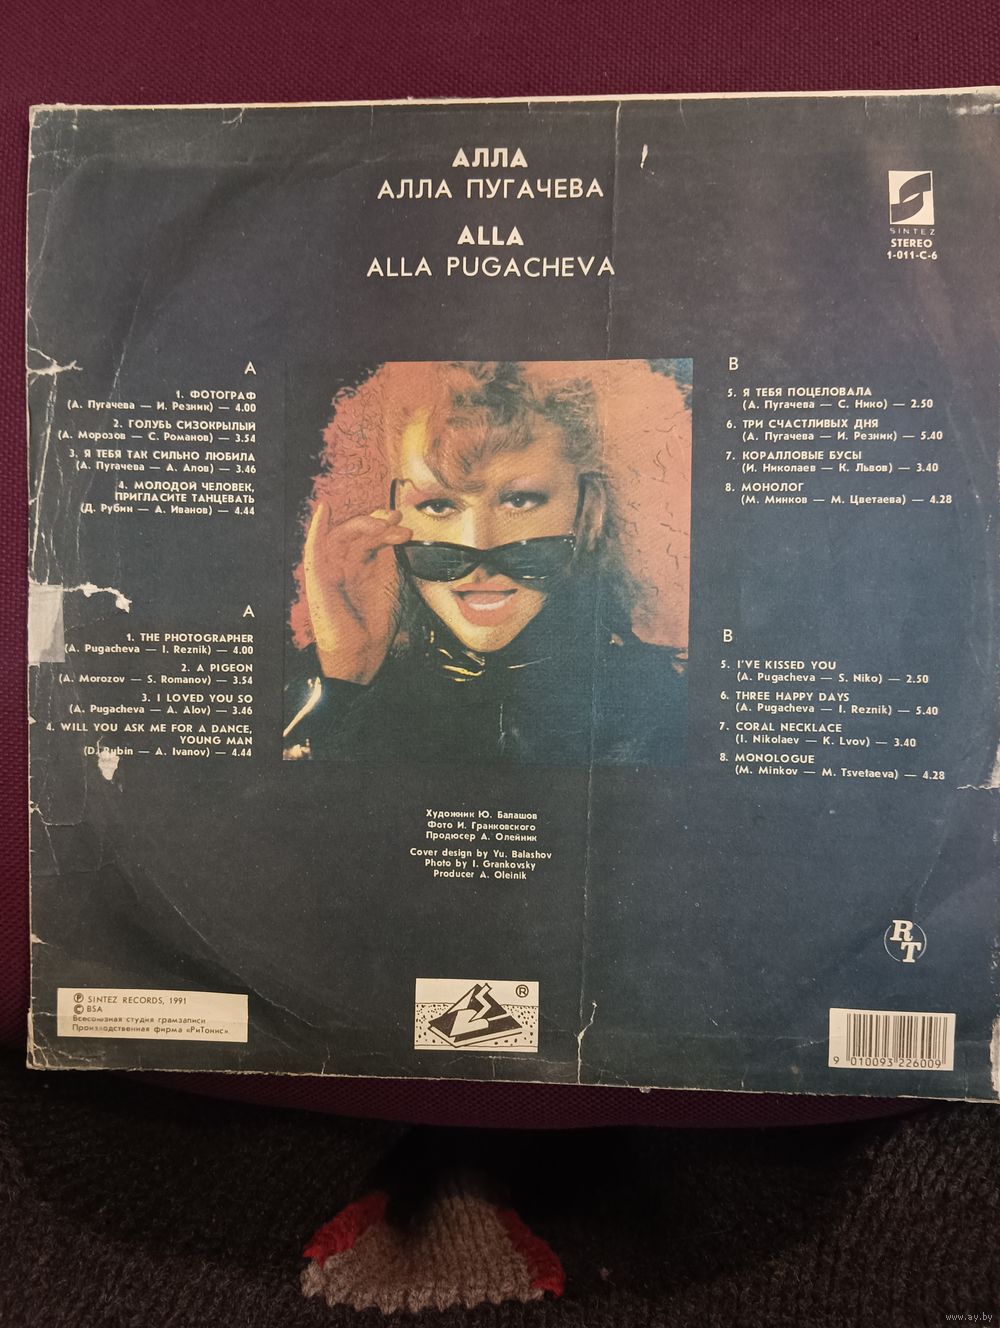 АЛЛА
АЛЛА ПУГАЧЕВА
ALLA
ALLA PUGACHEVA
SINTEZ
STEREO
1-011-C-6
A
1. ФОТОГРАФ
(А. Пугачева — И. Резник) — 4.00
2. ГОЛУБЬ СИЗОКРЫЛЫЙ
(А. Морозов — С. Романов) — 3.54
3. Я ТЕБЯ ТАК СИЛЬНО ЛЮБИЛА
(А. Пугачева — А. Алов) — 3.46
4. МОЛОДОЙ ЧЕЛОВЕК,
ПРИГЛАСИТЕ ТАНЦЕВАТЬ
(Д. Рубин — А. Иванов) — 4.44
B
5. Я ТЕБЯ ПОЦЕЛОВАЛА
(А. Пугачева — С. Нико) — 2.50
6. ТРИ СЧАСТЛИВЫХ ДНЯ
(А. Пугачева — И. Резник) — 5.40
7. КОРАЛЛОВЫЕ БУСЫ
(И. Николаев — К. Львов) — 3.40
8. МОНОЛОГ
(М. Минков — М. Цветаева) — 4.28
A
1. THE PHOTOGRAPHER
(A. Pugacheva — I. Reznik) — 4.00
2. A PIGEON
(A. Morozov — S. Romanov) — 3.54
3. I LOVED YOU SO
(A. Pugacheva — A. Alov) — 3.46
4. WILL YOU ASK ME FOR A DANCE,
YOUNG MAN
(D. Rubin — A. Ivanov) — 4.44
B
5. I'VE KISSED YOU
(A. Pugacheva — S. Niko) — 2.50
6. THREE HAPPY DAYS
(A. Pugacheva — I. Reznik) — 5.40
7. CORAL NECKLACE
(I. Nikolaev — K. Lvov) — 3.40
8. MONOLOGUE
(M. Minkov — M. Tsvetaeva) — 4.28
Художник Ю. Балашов
Фото И. Гранковского
Продюсер А. Олейник
Cover design by Yu. Balashov
Photo by I. Grankovsky
Producer A. Oleinik
RT
℗ SINTEZ RECORDS, 1991
© BSA
Всесоюзная студия грамзаписи
Производственная фирма «РиТонис»
®
9 010093 226009
www.ay.by